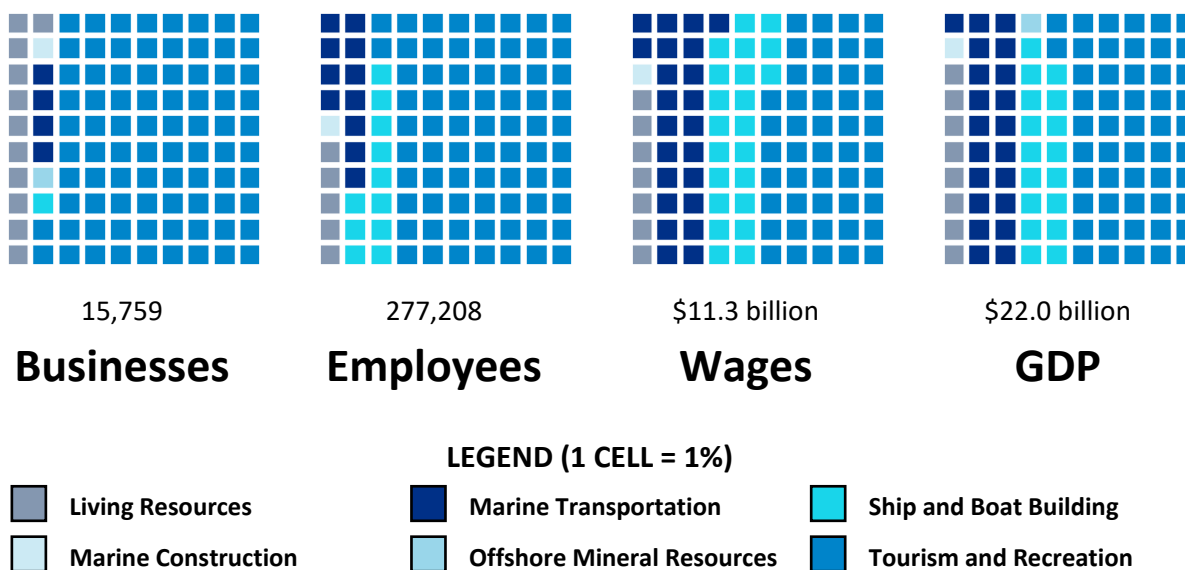 15,759 277,208 $11.3 billion $22.0 billion
Businesses Employees Wages GDP
LEGEND (1 CELL = 1%)
Living Resources Marine Transportation Ship and Boat Building
Marine Construction Offshore Mineral Resources Tourism and Recreation